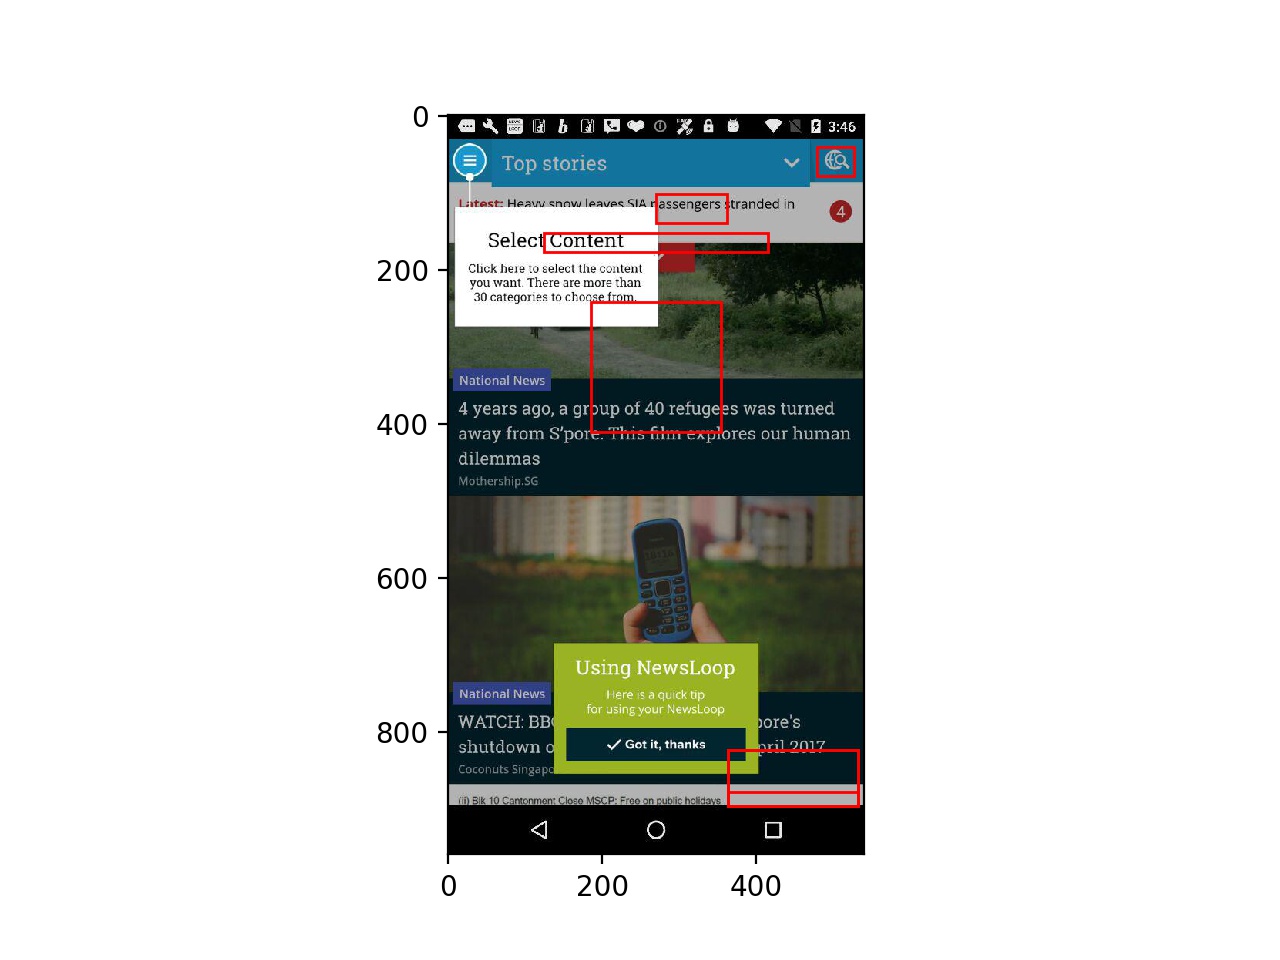 0
3:46
Top stories
Latest: Heavy snow leaves SIA passengers stranded in
4
Select Content
200
Click here to select the content
you want. There are more than
30 categories to choose from.
National News
4 years ago, a group of 40 refugees was turned
400
away from S'pore. This film explores our human
dilemmas
Mothership.SG
600
Using NewsLoop
National News
Here is a quick tip
for using your NewsLoop
WATCH: BB pore's
800
shutdown pril 2017
✓ Got it, thanks
Coconuts Singapo
(ii) Blk 10 Cantonment Close MSCP: Free on public holidays
0 200 400